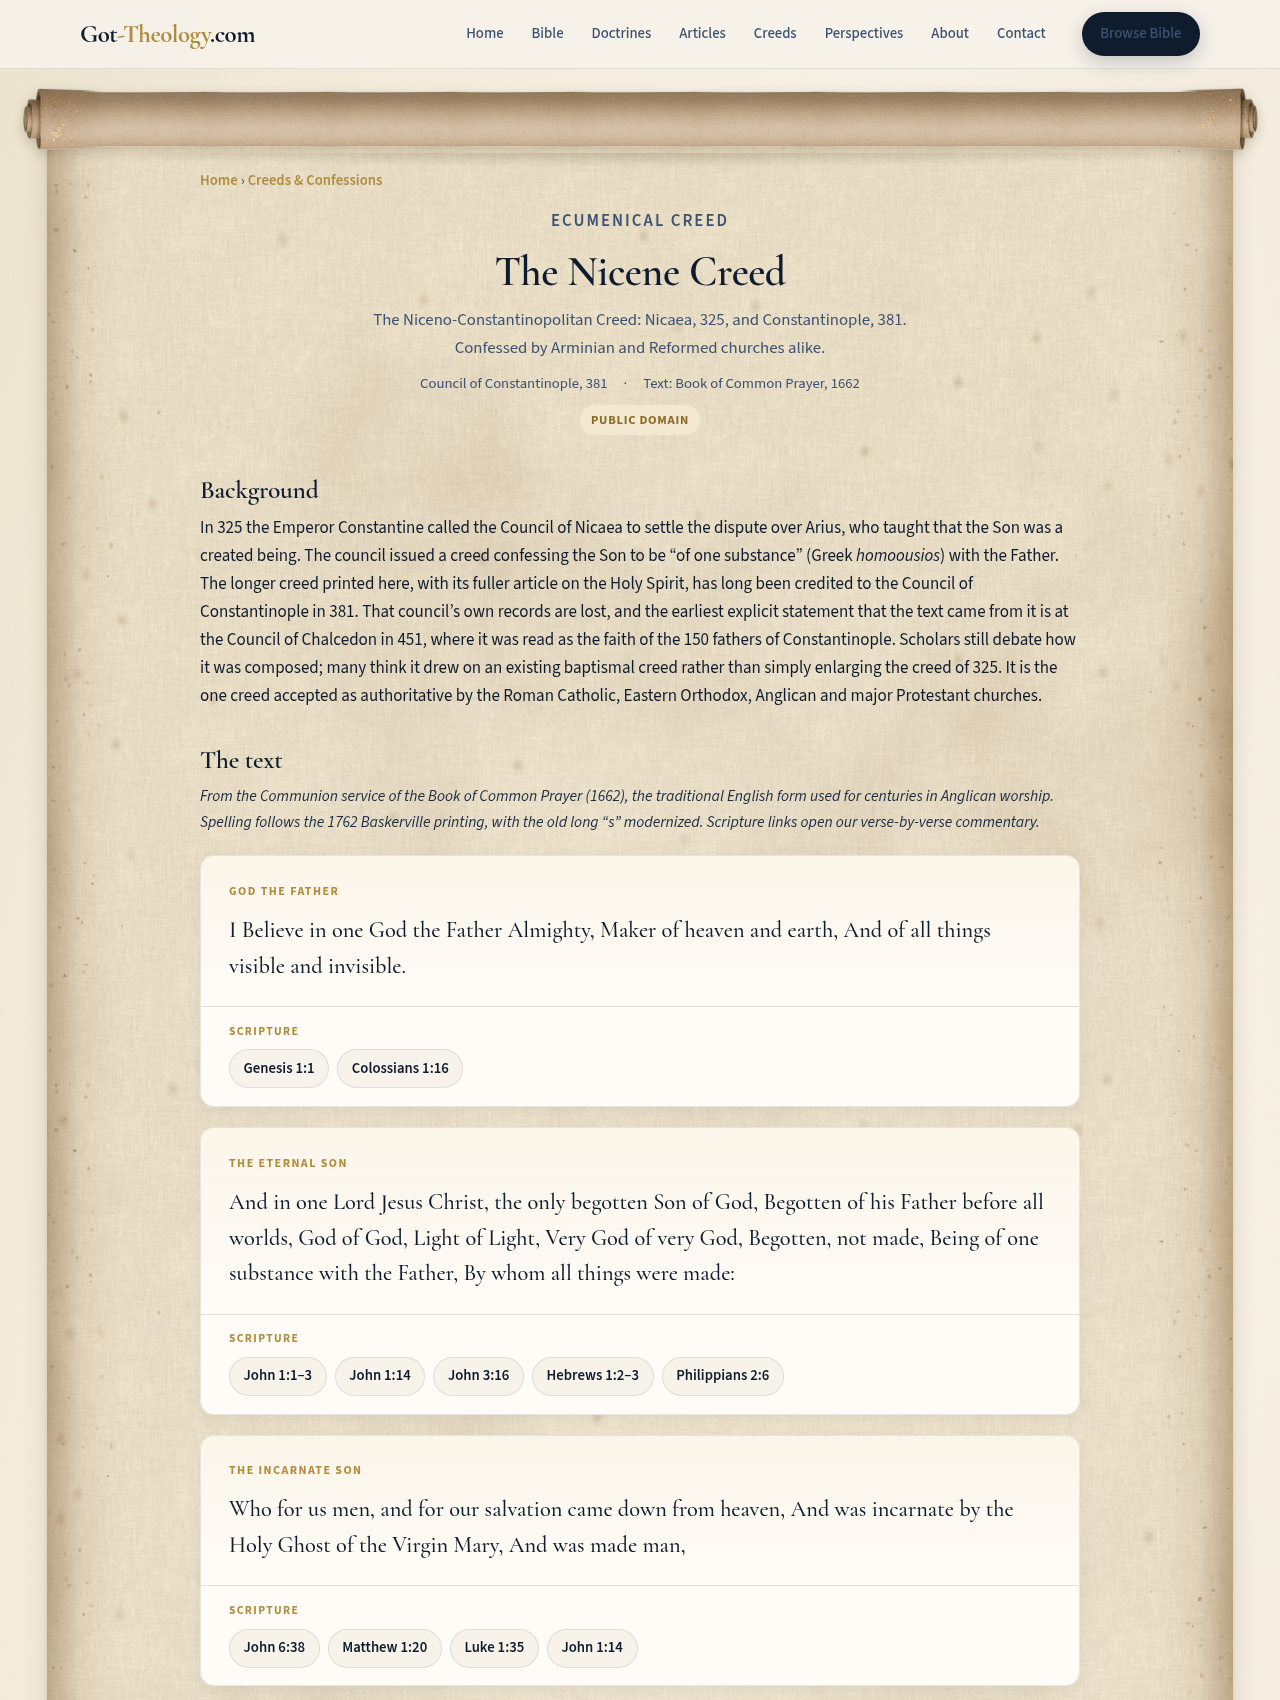 Got-Theology.com
Home Bible Doctrines Articles Creeds Perspectives About Contact Browse Bible
Home › Creeds & Confessions
ECUMENICAL CREED
The Nicene Creed
The Niceno-Constantinopolitan Creed: Nicaea, 325, and Constantinople, 381.
Confessed by Arminian and Reformed churches alike.
Council of Constantinople, 381 · Text: Book of Common Prayer, 1662
PUBLIC DOMAIN
Background
In 325 the Emperor Constantine called the Council of Nicaea to settle the dispute over Arius, who taught that the Son was a
created being. The council issued a creed confessing the Son to be “of one substance” (Greek homoousios) with the Father.
The longer creed printed here, with its fuller article on the Holy Spirit, has long been credited to the Council of
Constantinople in 381. That council’s own records are lost, and the earliest explicit statement that the text came from it is at
the Council of Chalcedon in 451, where it was read as the faith of the 150 fathers of Constantinople. Scholars still debate how
it was composed; many think it drew on an existing baptismal creed rather than simply enlarging the creed of 325. It is the
one creed accepted as authoritative by the Roman Catholic, Eastern Orthodox, Anglican and major Protestant churches.
The text
From the Communion service of the Book of Common Prayer (1662), the traditional English form used for centuries in Anglican worship.
Spelling follows the 1762 Baskerville printing, with the old long “s” modernized. Scripture links open our verse-by-verse commentary.
GOD THE FATHER
I Believe in one God the Father Almighty, Maker of heaven and earth, And of all things
visible and invisible.
SCRIPTURE
Genesis 1:1 Colossians 1:16
THE ETERNAL SON
And in one Lord Jesus Christ, the only begotten Son of God, Begotten of his Father before all
worlds, God of God, Light of Light, Very God of very God, Begotten, not made, Being of one
substance with the Father, By whom all things were made:
SCRIPTURE
John 1:1–3 John 1:14 John 3:16 Hebrews 1:2–3 Philippians 2:6
THE INCARNATE SON
Who for us men, and for our salvation came down from heaven, And was incarnate by the
Holy Ghost of the Virgin Mary, And was made man,
SCRIPTURE
John 6:38 Matthew 1:20 Luke 1:35 John 1:14